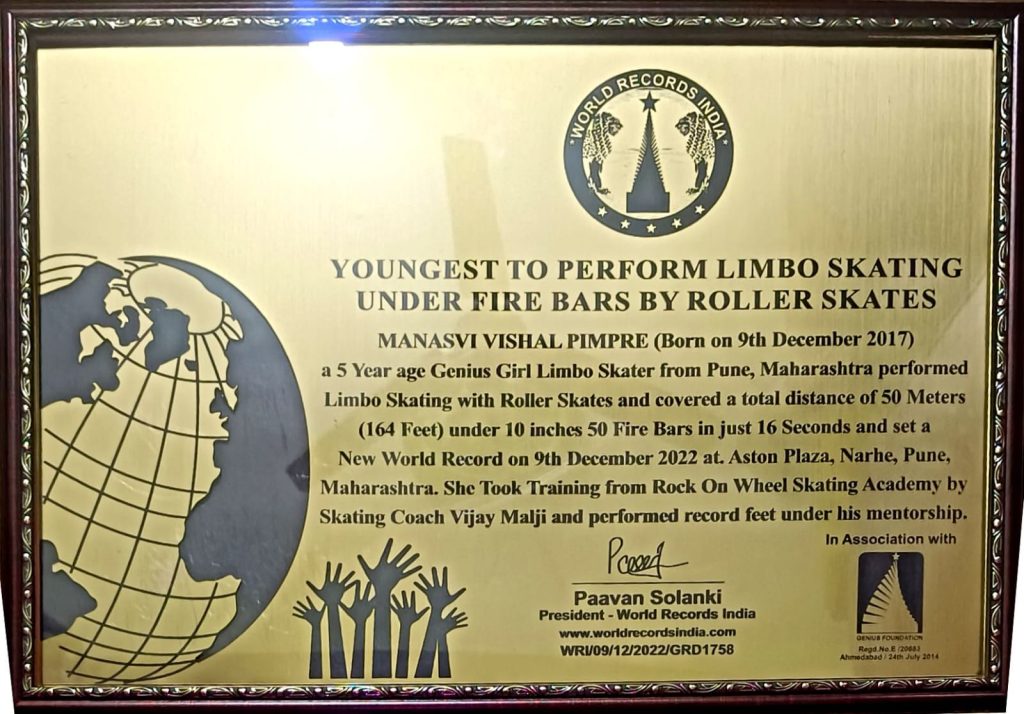 WORLD RECORDS INDIA
YOUNGEST TO PERFORM LIMBO SKATING
UNDER FIRE BARS BY ROLLER SKATES
MANASVI VISHAL PIMPRE (Born on 9th December 2017)
a 5 Year age Genius Girl Limbo Skater from Pune, Maharashtra performed
Limbo Skating with Roller Skates and covered a total distance of 50 Meters
(164 Feet) under 10 inches 50 Fire Bars in just 16 Seconds and set a
New World Record on 9th December 2022 at. Aston Plaza, Narhe, Pune,
Maharashtra. She Took Training from Rock On Wheel Skating Academy by
Skating Coach Vijay Malji and performed record feet under his mentorship.
Paavan Solanki
President - World Records India
www.worldrecordsindia.com
WRI/09/12/2022/GRD1758
In Association with
GENIUS FOUNDATION
Regd.No.E /20683
Ahmedabad / 24th July 2014